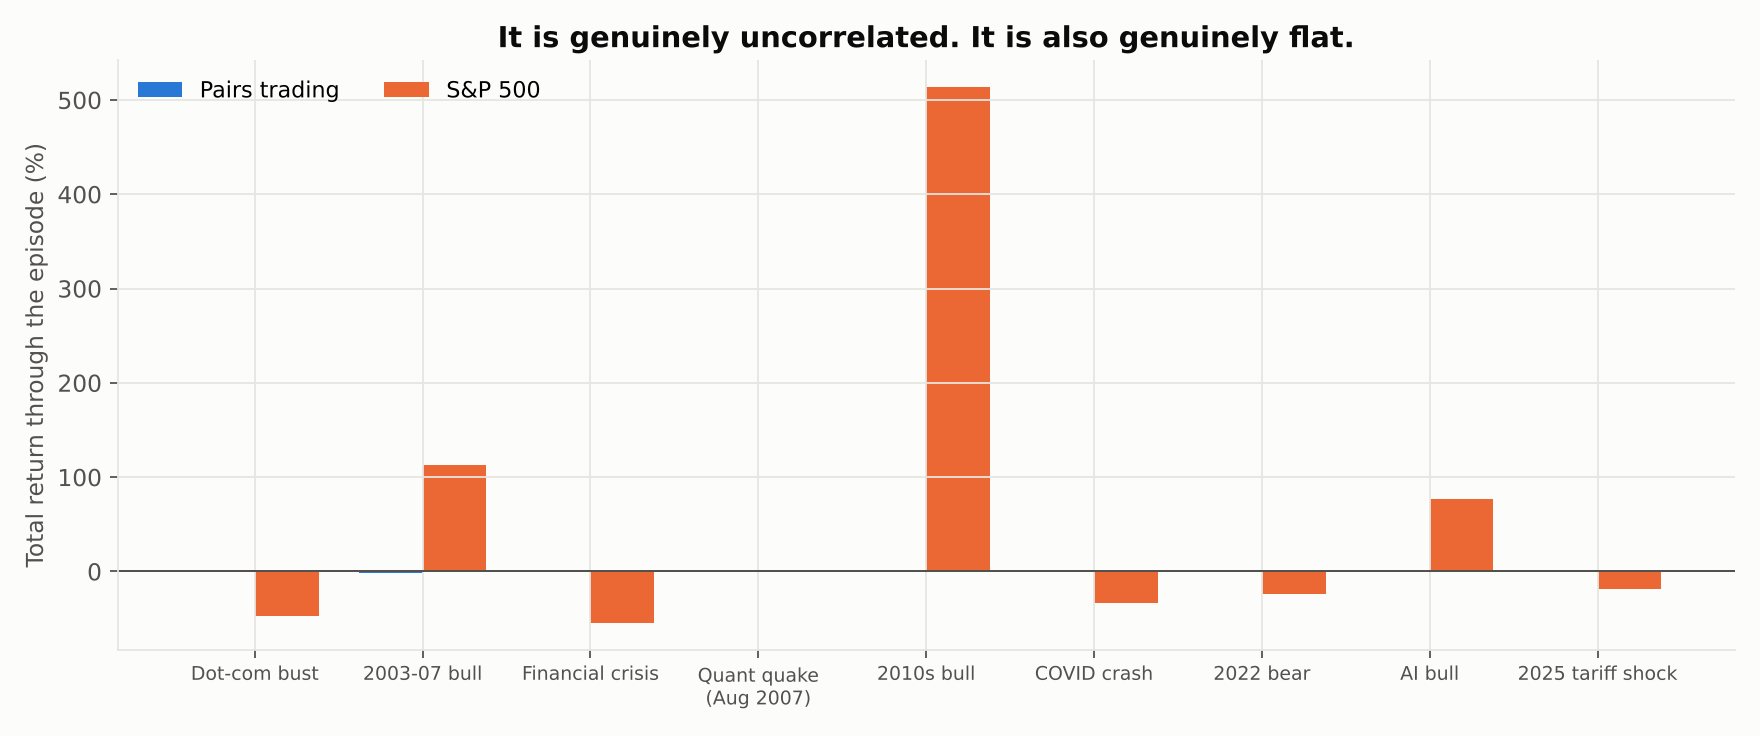 It is genuinely uncorrelated. It is also genuinely flat.
Pairs trading
S&P 500
Total return through the episode (%)
500
400
300
200
100
0
Dot-com bust
2003-07 bull
Financial crisis
Quant quake
(Aug 2007)
2010s bull
COVID crash
2022 bear
AI bull
2025 tariff shock